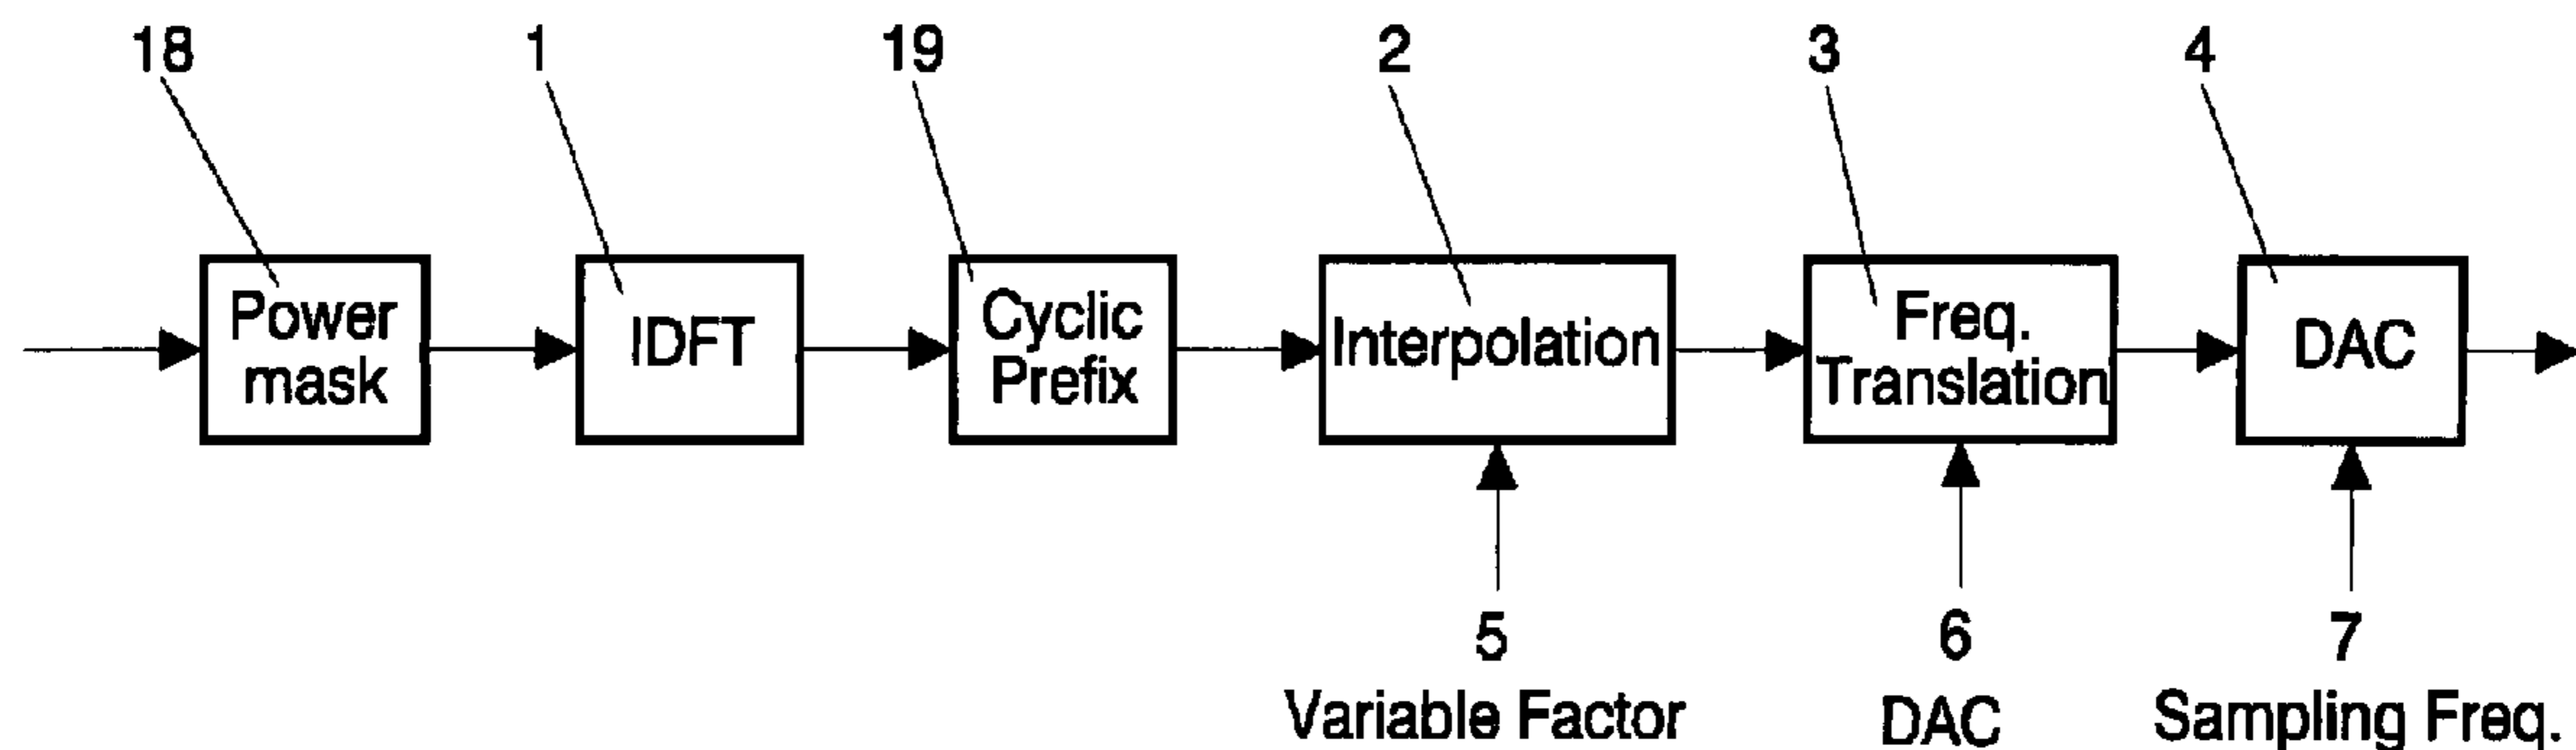 18
1
19
2
3
4
Power
mask
IDFT
Cyclic
Prefix
Interpolation
Freq.
Translation
DAC
5
6
7
Variable Factor
DAC
Sampling Freq.